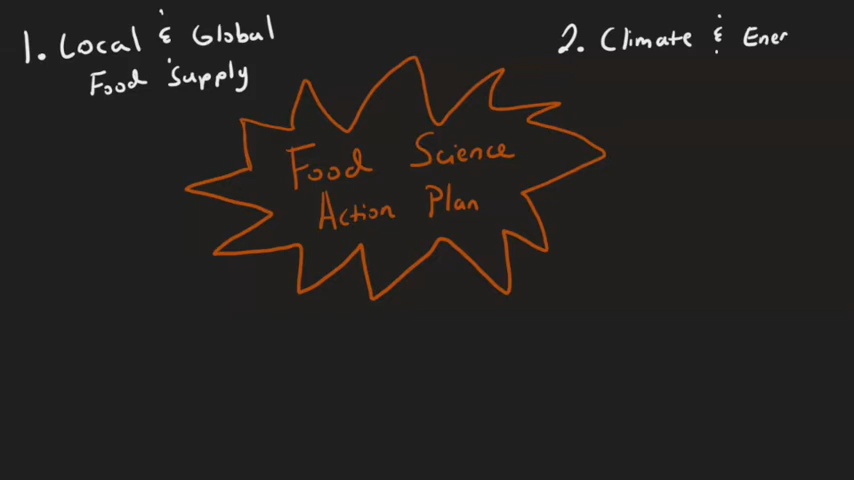 1. Local & Global
Food Supply
2. Climate & Ener
Food Science
Action Plan